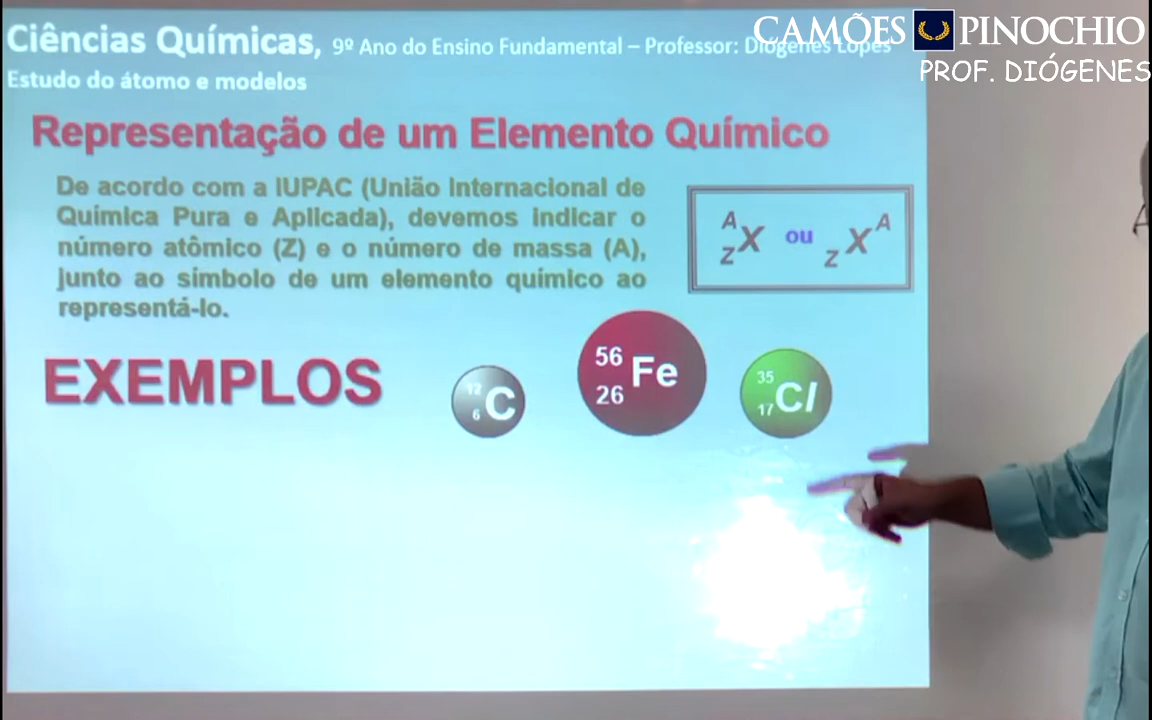 CAMÕES PINOCHIO
PROF. DIÓGENES
Ciências Químicas, 9º Ano do Ensino Fundamental – Professor: Diógenes Lopes
Estudo do átomo e modelos
Representação de um Elemento Químico
De acordo com a IUPAC (União Internacional de
Química Pura e Aplicada), devemos indicar o
número atômico (Z) e o número de massa (A),
junto ao símbolo de um elemento químico ao
representá-lo.
A
Z X ou Z X A
EXEMPLOS
12
6 C
56
26 Fe
35
17 Cl